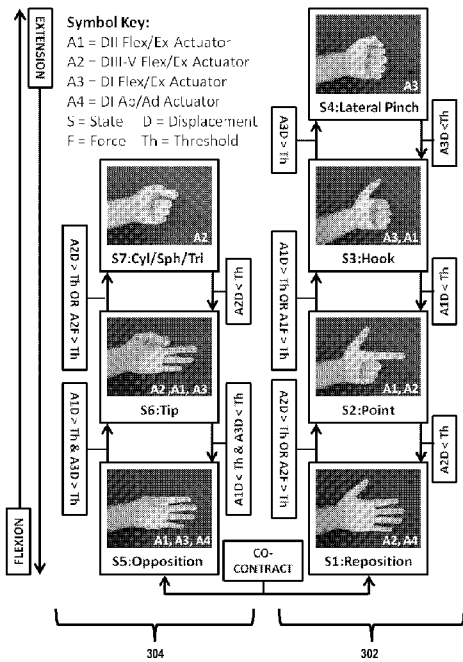 EXTENSION
FLEXION
Symbol Key:
A1 = DII Flex/Ex Actuator
A2 = DIII-V Flex/Ex Actuator
A3 = DI Flex/Ex Actuator
A4 = DI Ab/Ad Actuator
S = State D = Displacement
F = Force Th = Threshold
A3
S4:Lateral Pinch
A3D > Th
A3D <Th
A2
S7:Cyl/Sph/Tri
A3, A1
S3:Hook
A2D > Th OR A2F > Th
A2D < Th
A1D > Th OR A1F > Th
A1D < Th
A2, A1, A3
S6:Tip
A1, A2
S2:Point
A1D > Th & A3D > Th
A1D < Th & A3D < Th
A2D > Th OR A2F > Th
A2D < Th
A1, A3, A4
S5:Opposition
A2, A4
S1:Reposition
CO-
CONTRACT
304
302